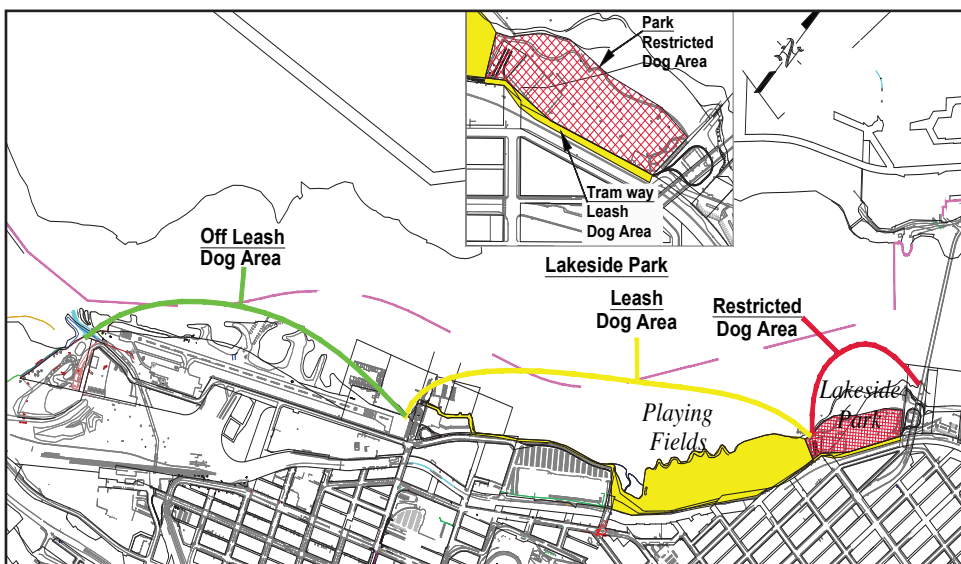 Park
Restricted
Dog Area
N
Tram way
Leash
Dog Area
Off Leash
Dog Area
Lakeside Park
Leash
Dog Area
Restricted
Dog Area
Playing
Fields
Lakeside
Park